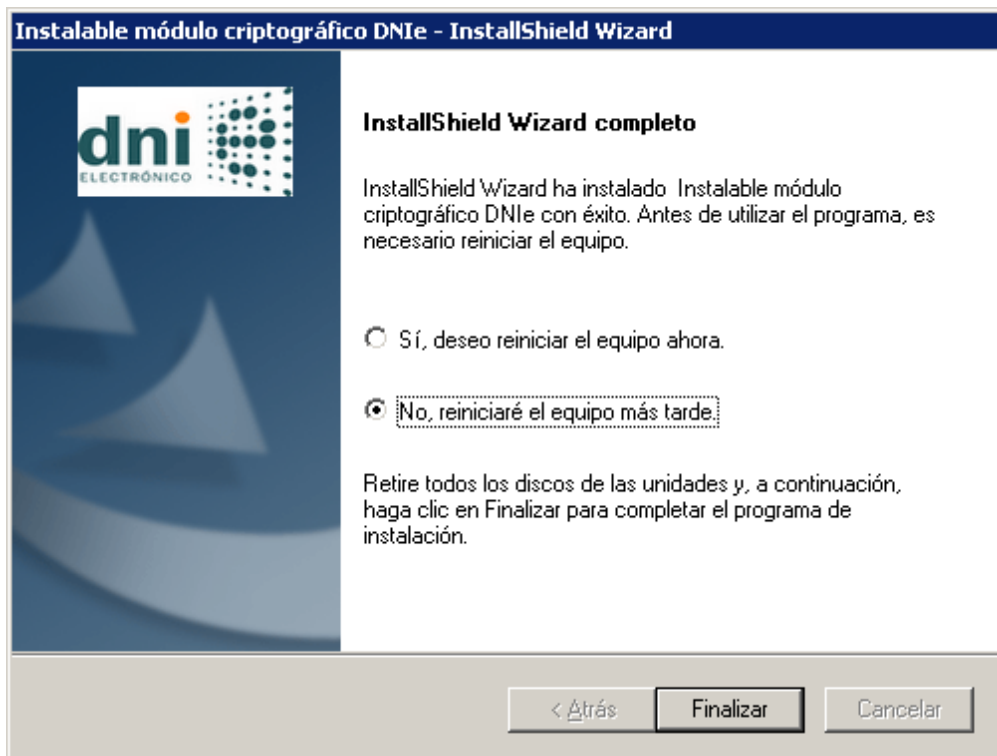 Instalable módulo criptográfico DNIe - InstallShield Wizard
dni
ELECTRÓNICO
InstallShield Wizard completo
InstallShield Wizard ha instalado  Instalable módulo
criptográfico DNIe con éxito. Antes de utilizar el programa, es
necesario reiniciar el equipo.
Sí, deseo reiniciar el equipo ahora.
No, reiniciaré el equipo más tarde.
Retire todos los discos de las unidades y, a continuación,
haga clic en Finalizar para completar el programa de
instalación.
< Atrás
Finalizar
Cancelar